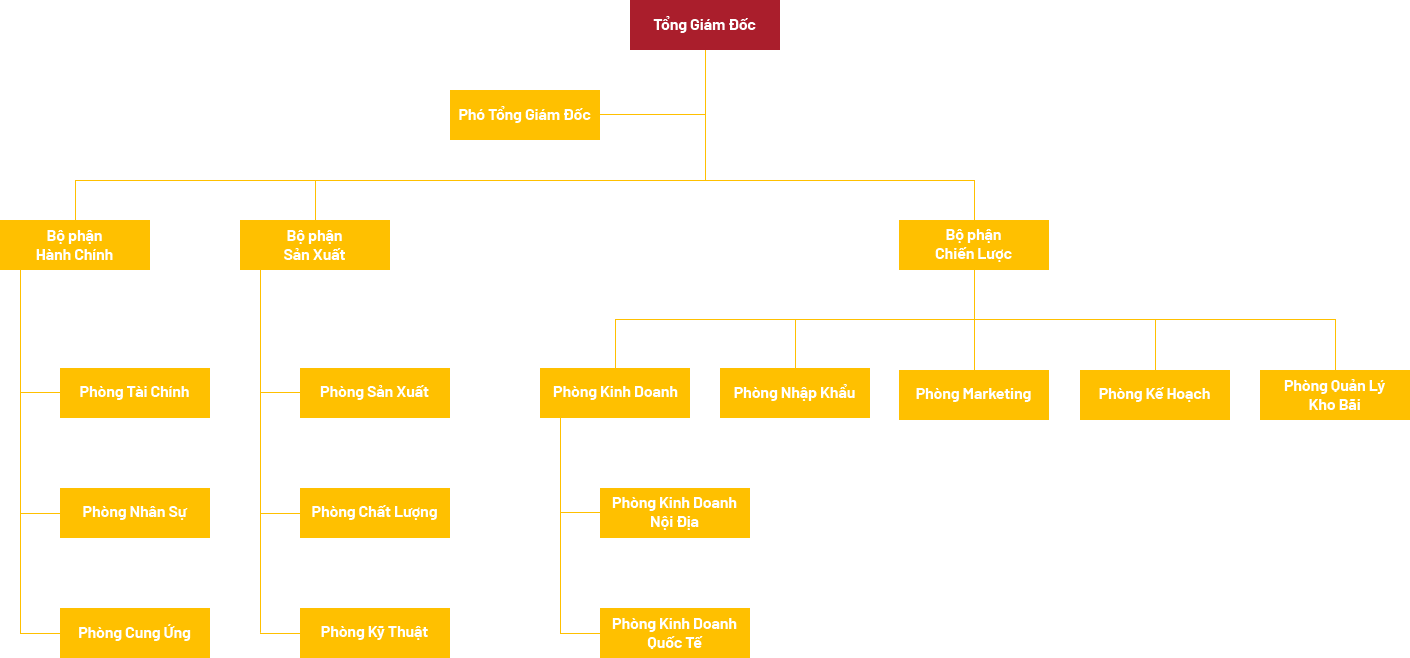 Tổng Giám Đốc
Phó Tổng Giám Đốc
Bộ phận
Hành Chính
Bộ phận
Sản Xuất
Bộ phận
Chiến Lược
Phòng Tài Chính
Phòng Sản Xuất
Phòng Kinh Doanh
Phòng Nhập Khẩu
Phòng Marketing
Phòng Kế Hoạch
Phòng Quản Lý
Kho Bãi
Phòng Nhân Sự
Phòng Chất Lượng
Phòng Kinh Doanh
Nội Địa
Phòng Cung Ứng
Phòng Kỹ Thuật
Phòng Kinh Doanh
Quốc Tế